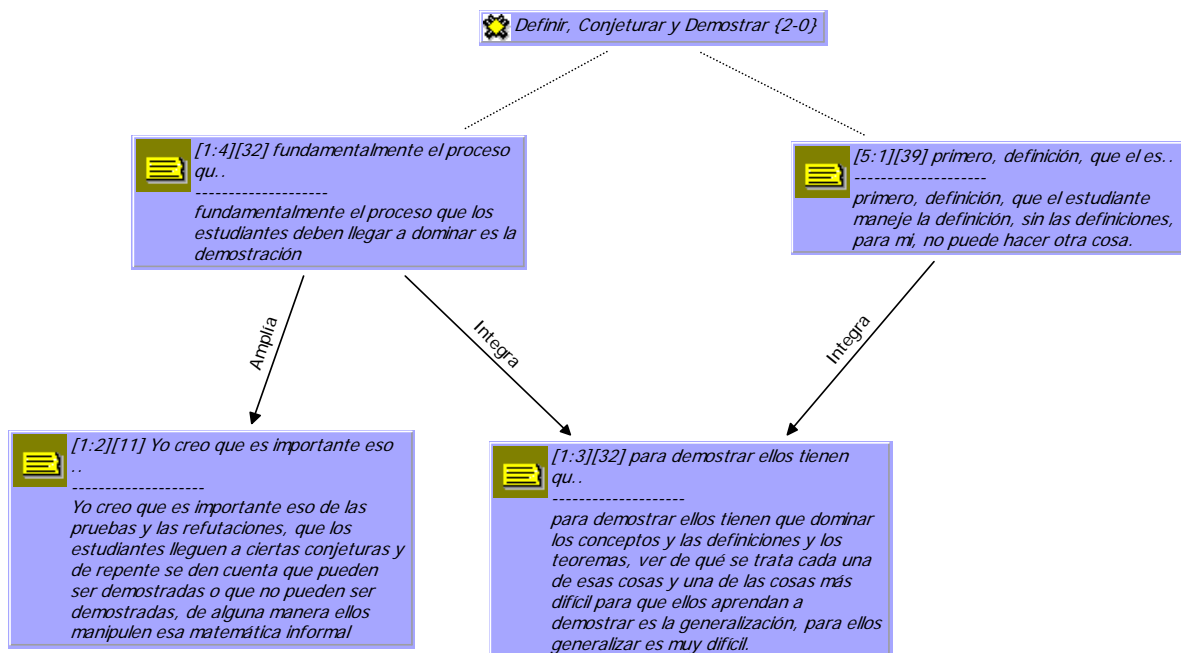 Definir, Conjeturar y Demostrar {2-0}
[1:4][32] fundamentalmente el proceso
qu..
--------------------
fundamentalmente el proceso que los
estudiantes deben llegar a dominar es la
demostración
[5:1][39] primero, definición, que el es..
--------------------
primero, definición, que el estudiante
maneje la definición, sin las definiciones,
para mi, no puede hacer otra cosa.
Amplía
Integra
Integra
[1:2][11] Yo creo que es importante eso
..
--------------------
Yo creo que es importante eso de las
pruebas y las refutaciones, que los
estudiantes lleguen a ciertas conjeturas y
de repente se den cuenta que pueden
ser demostradas o que no pueden ser
demostradas, de alguna manera ellos
manipulen esa matemática informal
[1:3][32] para demostrar ellos tienen
qu..
--------------------
para demostrar ellos tienen que dominar
los conceptos y las definiciones y los
teoremas, ver de qué se trata cada una
de esas cosas y una de las cosas más
difícil para que ellos aprendan a
demostrar es la generalización, para ellos
generalizar es muy difícil.